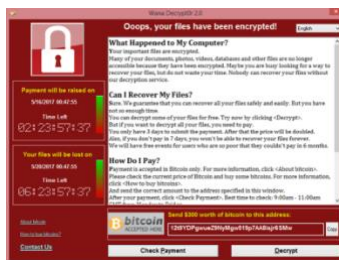 Wana Decrypt0r 2.0
Ooops, your files have been encrypted!
English
What Happened to My Computer?
Your important files are encrypted.
Many of your documents, photos, videos, databases and other files are no longer
accessible because they have been encrypted. Maybe you are busy looking for a way to
recover your files, but do not waste your time. Nobody can recover your files without
our decryption service.
Can I Recover My Files?
Sure. We guarantee that you can recover all your files safely and easily. But you have
not so enough time.
You can decrypt some of your files for free. Try now by clicking <Decrypt>.
But if you want to decrypt all your files, you need to pay.
You only have 3 days to submit the payment. After that the price will be doubled.
Also, if you don't pay in 7 days, you won't be able to recover your files forever.
We will have free events for users who are so poor that they couldn't pay in 6 months.
How Do I Pay?
Payment is accepted in Bitcoin only. For more information, click <About bitcoin>.
Please check the current price of Bitcoin and buy some bitcoins. For more information,
click <How to buy bitcoins>.
And send the correct amount to the address specified in this window.
After your payment, click <Check Payment>. Best time to check: 9:00am - 11:00am
Payment will be raised on
5/16/2017 00:47:55
Time Left
02:23:57:37
Your files will be lost on
5/20/2017 00:47:55
Time Left
06:23:57:37
About bitcoin
How to buy bitcoins?
Contact Us
bitcoin
ACCEPTED HERE
Send $300 worth of bitcoin to this address:
Copy
Check Payment
Decrypt